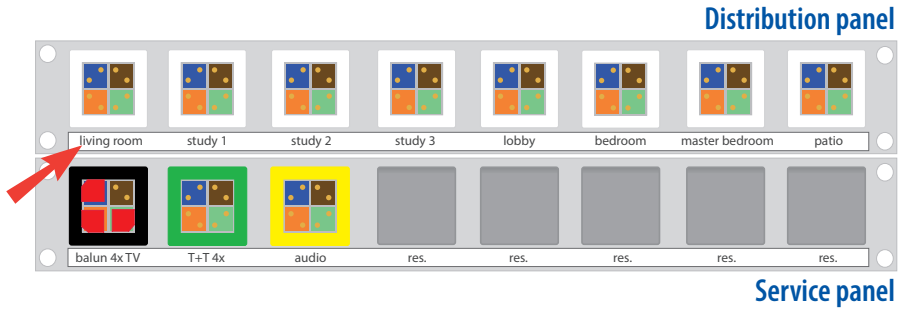 Distribution panel
living room study 1 study 2 study 3 lobby bedroom master bedroom patio
balun 4x TV T+T 4x audio res. res. res. res. res.
Service panel